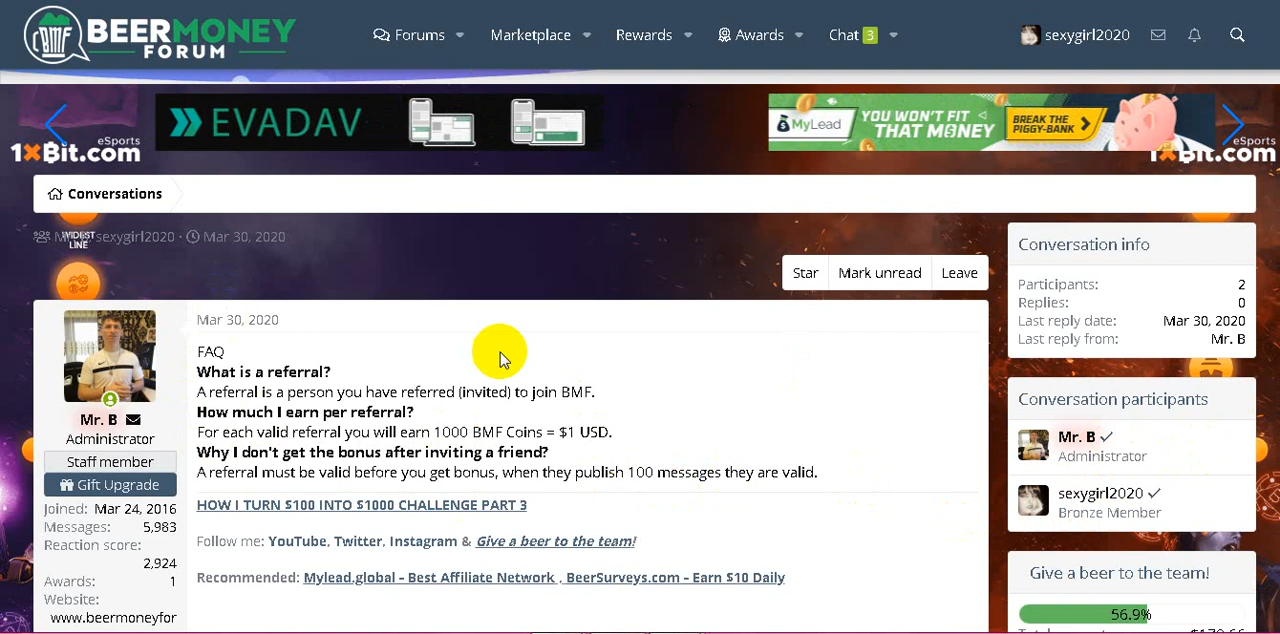 BEERMONEY
FORUM
Forums
Marketplace
Rewards
Awards
Chat 3
sexygirl2020
EVADAV
MyLead
YOU WON'T FIT
THAT MONEY
BREAK THE
PIGGY-BANK
eSports
1xBit.com
eSports
1xBit.com
Conversations
WIDEST
LINE
sexygirl2020 · Mar 30, 2020
Star
Mark unread
Leave
Mar 30, 2020
FAQ
What is a referral?
A referral is a person you have referred (invited) to join BMF.
How much I earn per referral?
For each valid referral you will earn 1000 BMF Coins = $1 USD.
Why I don't get the bonus after inviting a friend?
A referral must be valid before you get bonus, when they publish 100 messages they are valid.
HOW I TURN $100 INTO $1000 CHALLENGE PART 3
Follow me: YouTube, Twitter, Instagram & Give a beer to the team!
Recommended: Mylead.global - Best Affiliate Network , BeerSurveys.com - Earn $10 Daily
Mr. B
Administrator
Staff member
Gift Upgrade
Joined: Mar 24, 2016
Messages: 5,983
Reaction score:
2,924
Awards: 1
Website:
www.beermoneyfor
Conversation info
Participants: 2
Replies: 0
Last reply date: Mar 30, 2020
Last reply from: Mr. B
Conversation participants
Mr. B
Administrator
sexygirl2020
Bronze Member
Give a beer to the team!
56.9%